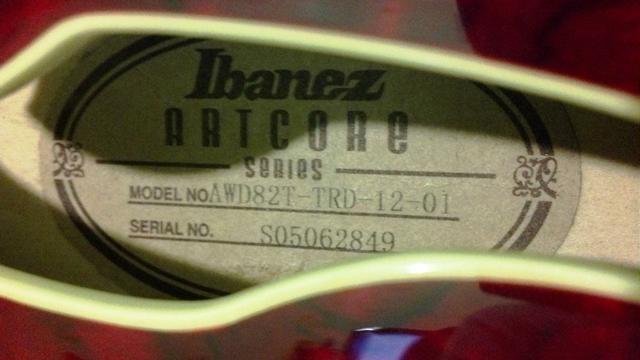 Ibanez
ARTCORE
SERIES
MODEL NO. AWD82T-TRD-12-01
SERIAL NO. S05062849